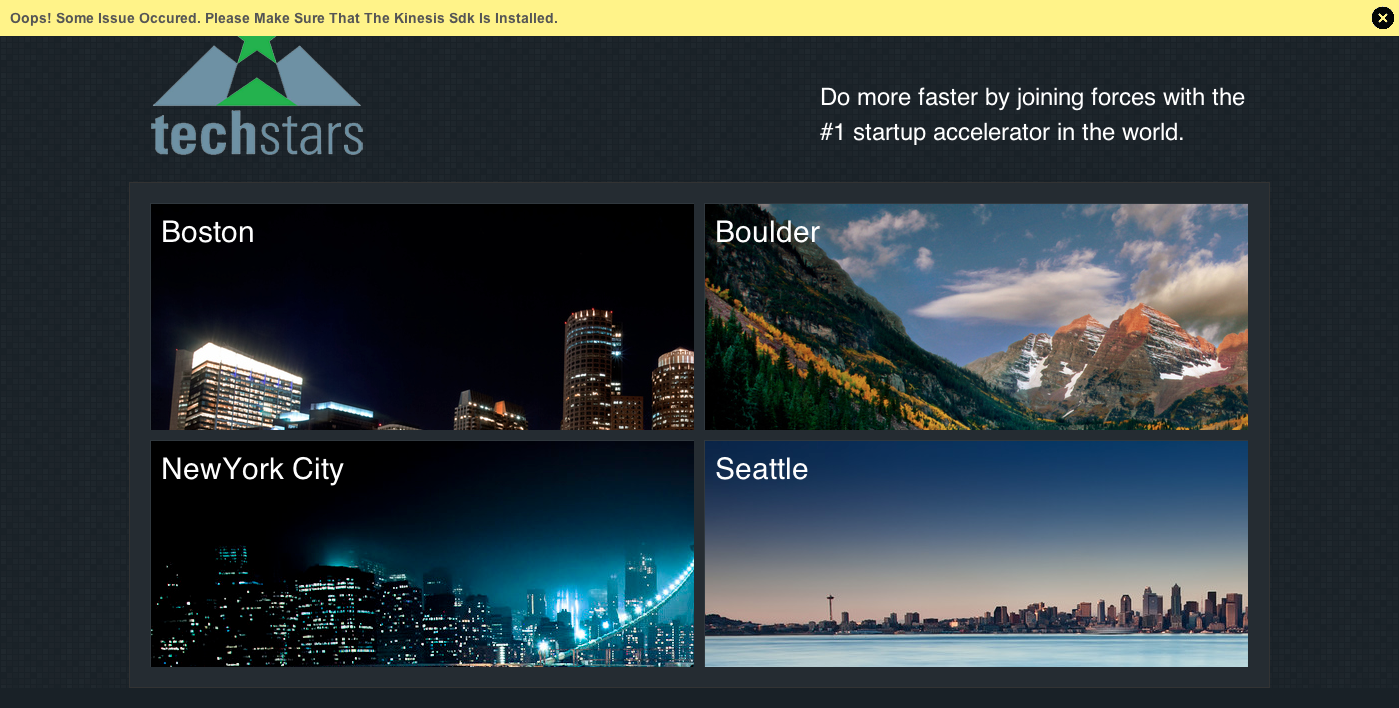 Oops! Some Issue Occured. Please Make Sure That The Kinesis Sdk Is Installed.
techstars
Do more faster by joining forces with the
#1 startup accelerator in the world.
Boston
Boulder
NewYork City
Seattle